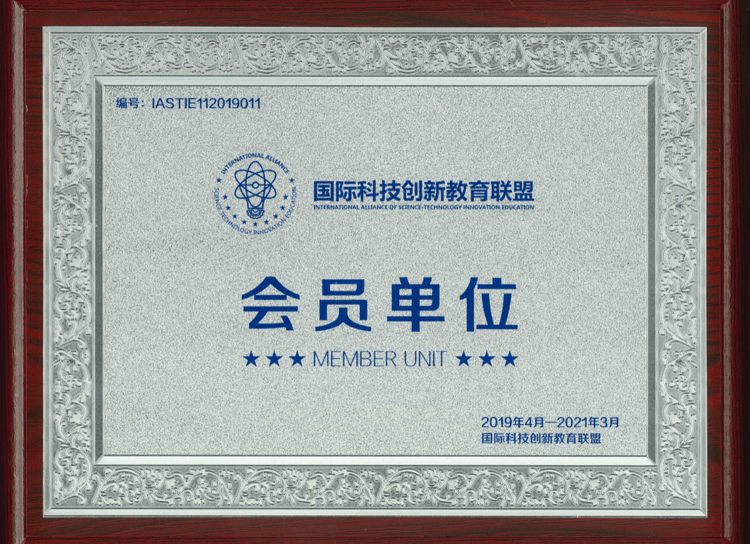 编号：IASTIE112019011
INTERNATIONAL ALLIANCE
SCIENCE TECHNOLOGY INNOVATION EDUCATION
国际科技创新教育联盟
INTERNATIONAL ALLIANCE OF SCIENCE-TECHNOLOGY INNOVATION EDUCATION
会员单位
★★★ MEMBER UNIT ★★★
2019年4月—2021年3月
国际科技创新教育联盟